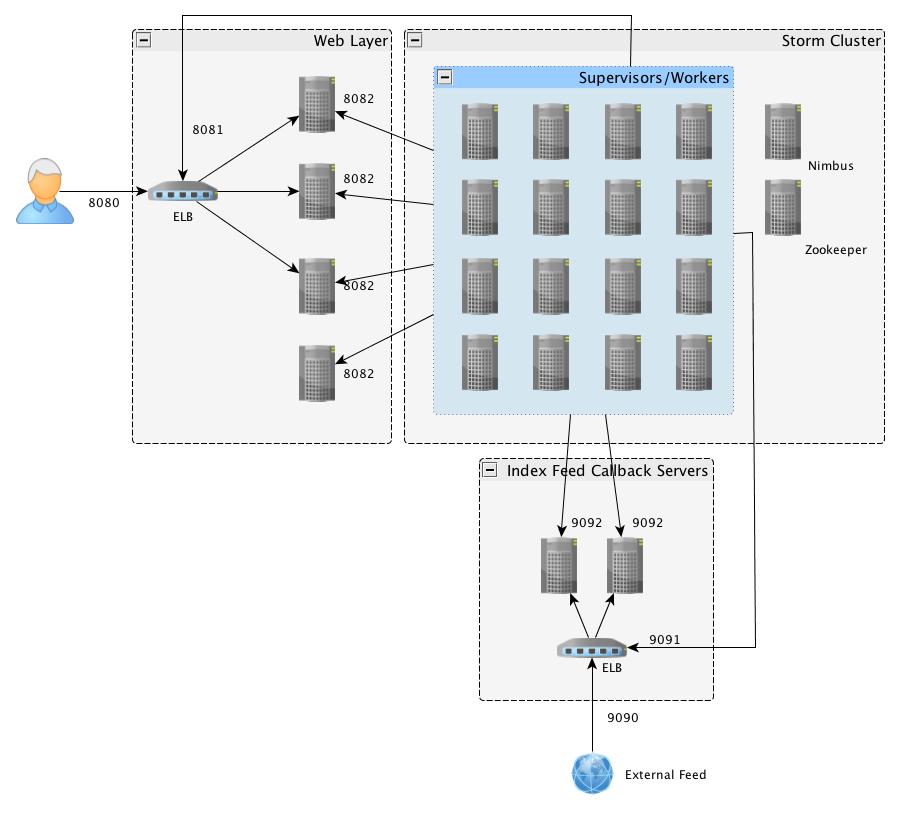 Web Layer
Storm Cluster
Supervisors/Workers
8082
8081
Nimbus
8082
8080
ELB
Zookeeper
8082
8082
Index Feed Callback Servers
9092
9092
9091
ELB
9090
External Feed